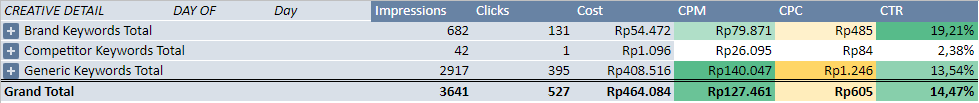 CREATIVE DETAIL DAY OF Day Impressions Clicks Cost CPM CPC CTR
Brand Keywords Total 682 131 Rp54.472 Rp79.871 Rp485 19,21%
Competitor Keywords Total 42 1 Rp1.096 Rp26.095 Rp84 2,38%
Generic Keywords Total 2917 395 Rp408.516 Rp140.047 Rp1.246 13,54%
Grand Total 3641 527 Rp464.084 Rp127.461 Rp605 14,47%